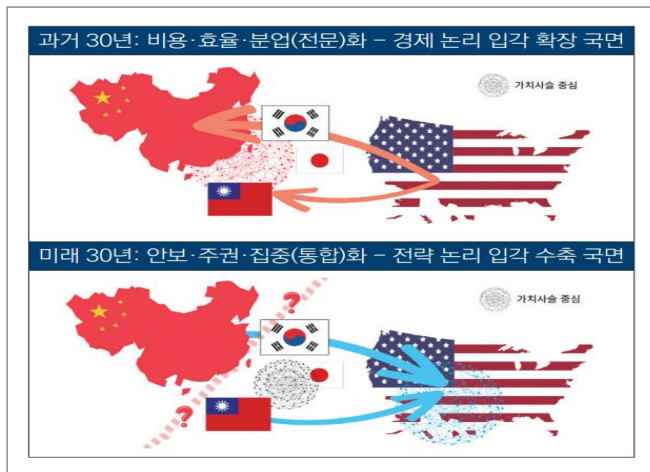 과거 30년: 비용·효율·분업(전문)화 – 경제 논리 입각 확장 국면
가치사슬 중심
미래 30년: 안보·주권·집중(통합)화 – 전략 논리 입각 수축 국면
가치사슬 중심
?
?